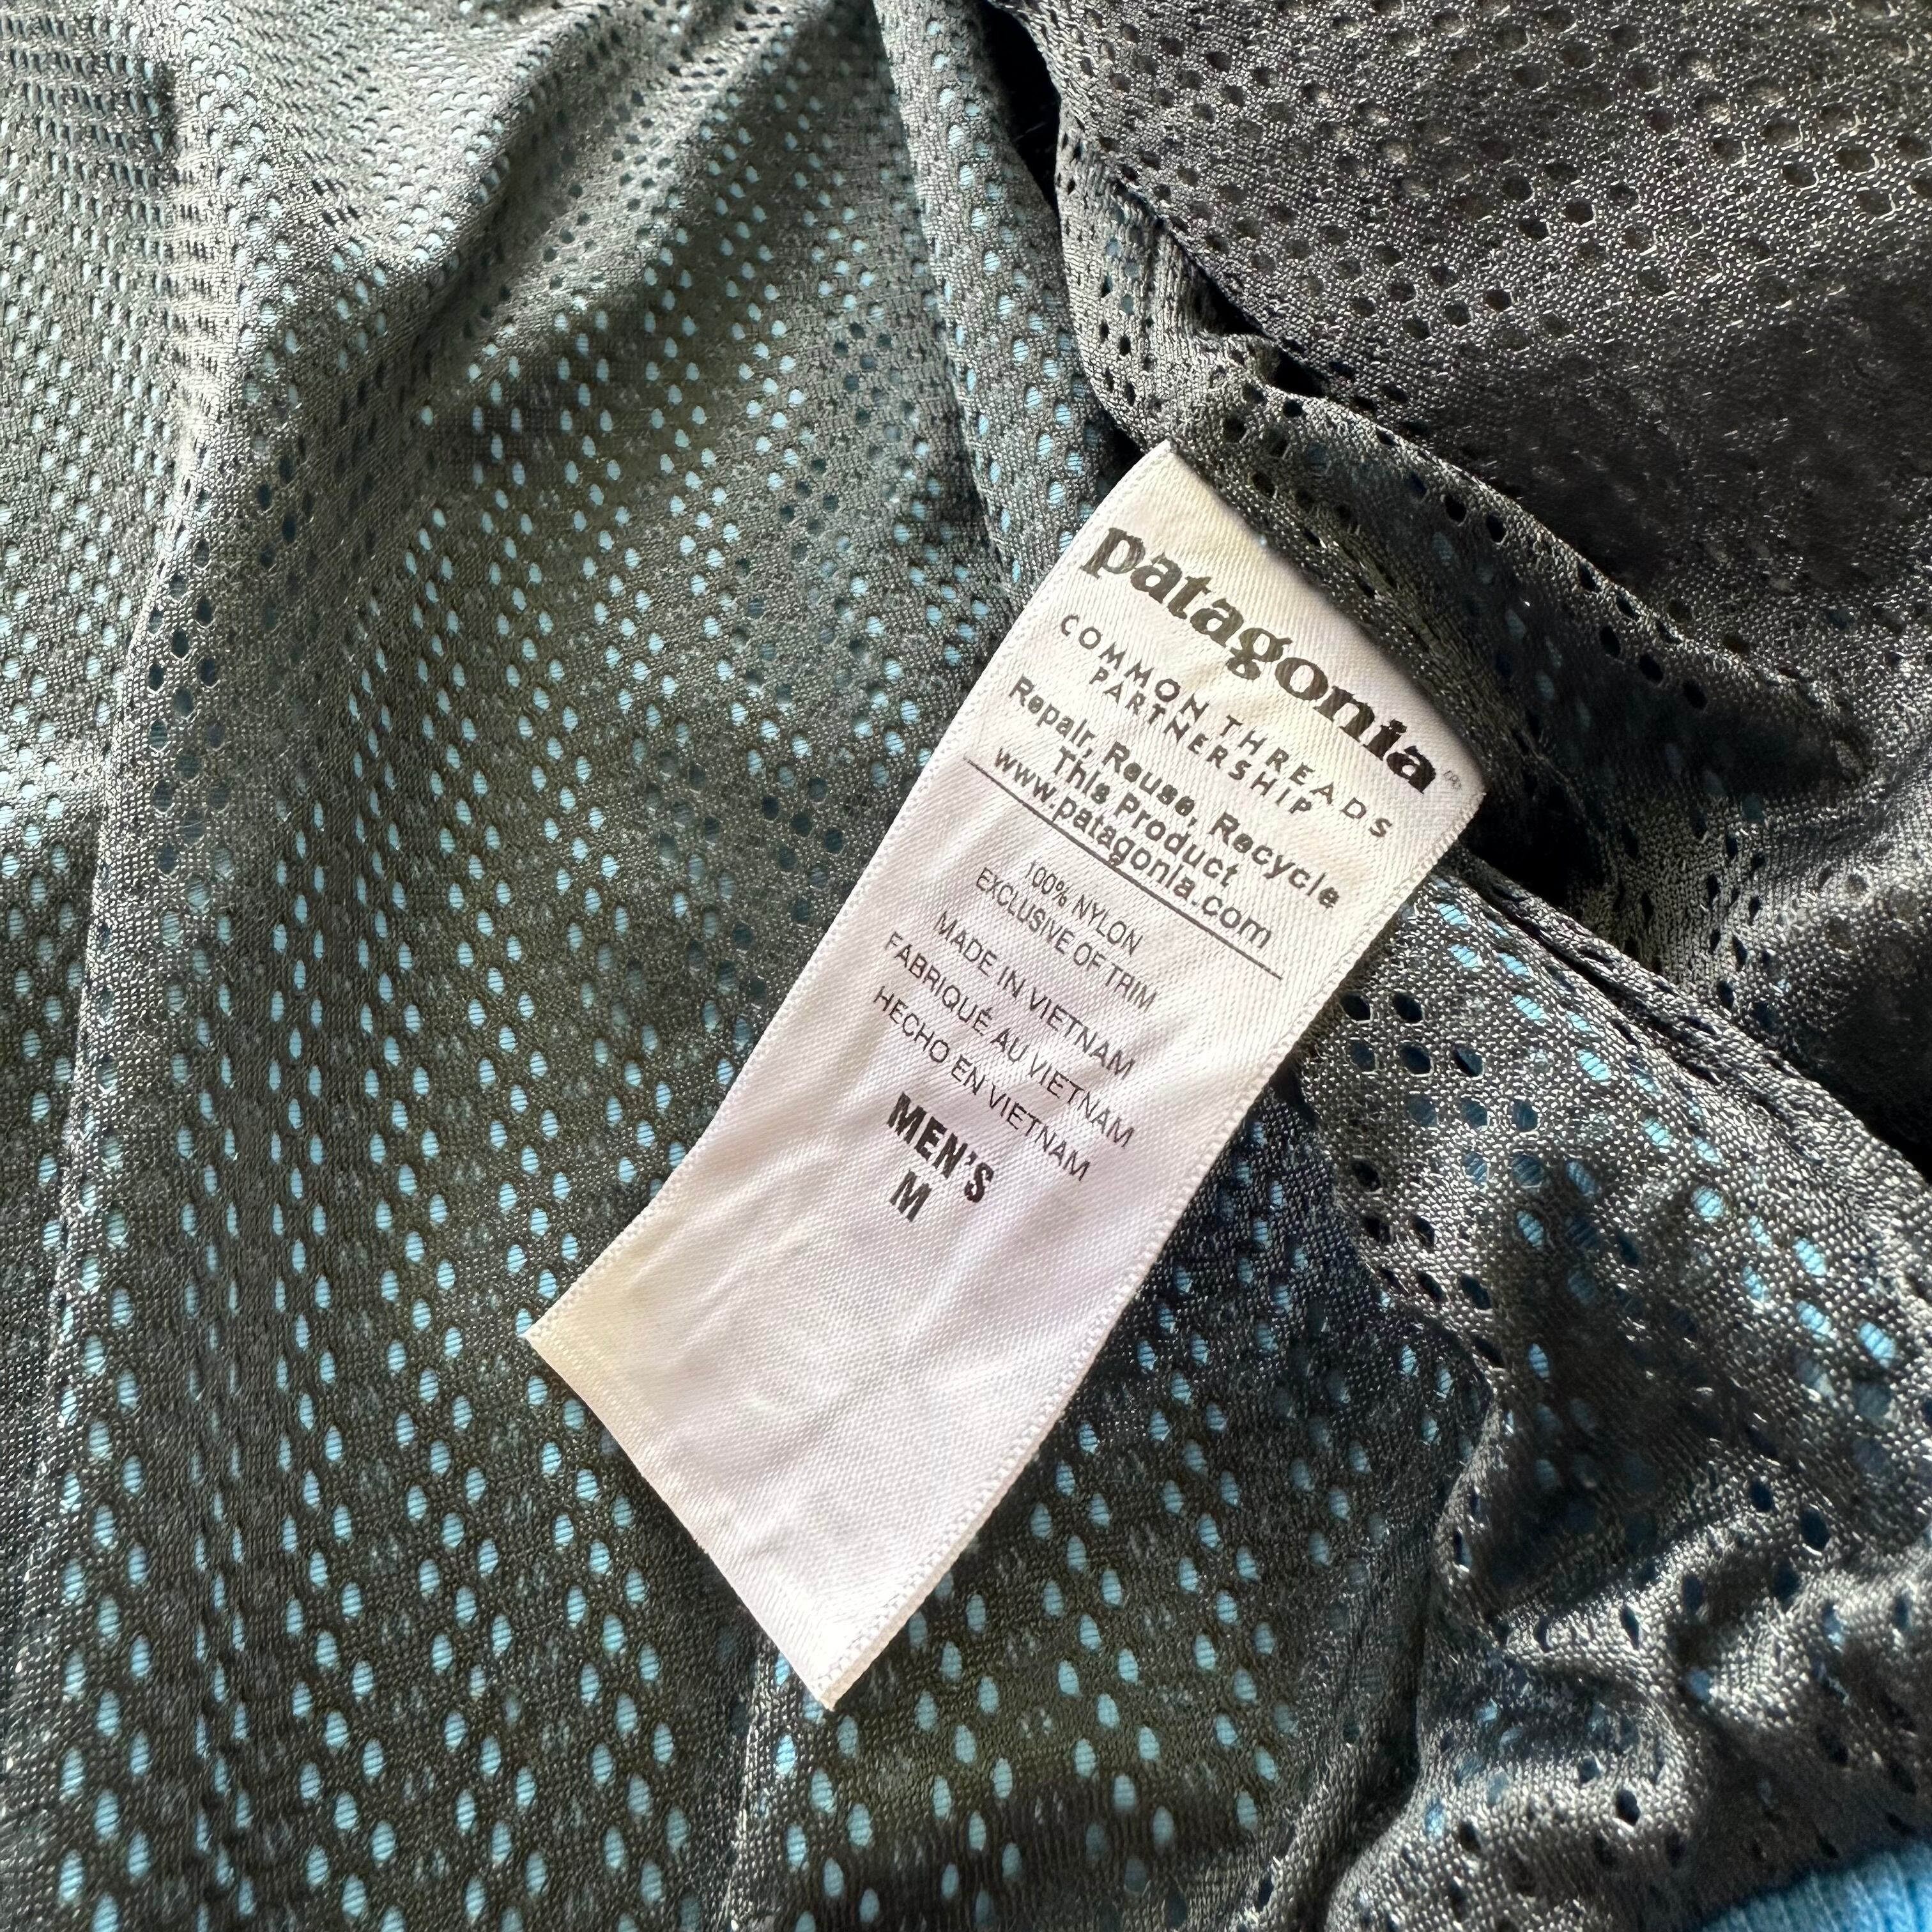 patagonia®
COMMON THREADS
PARTNERSHIP
Repair, Reuse, Recycle
This Product
www.patagonia.com
100% NYLON
EXCLUSIVE OF TRIM
MADE IN VIETNAM
FABRIQUÉ AU VIETNAM
HECHO EN VIETNAM
MEN'S
M